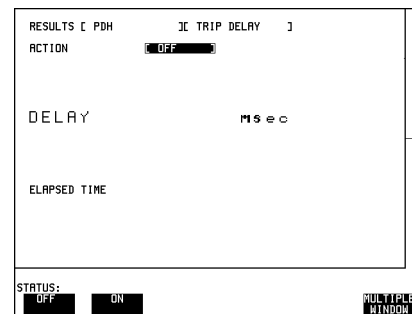 RESULTS [ PDH ][ TRIP DELAY ]
ACTION [ OFF ]
DELAY msec
ELAPSED TIME
STATUS:
OFF ON MULTIPLE
WINDOW